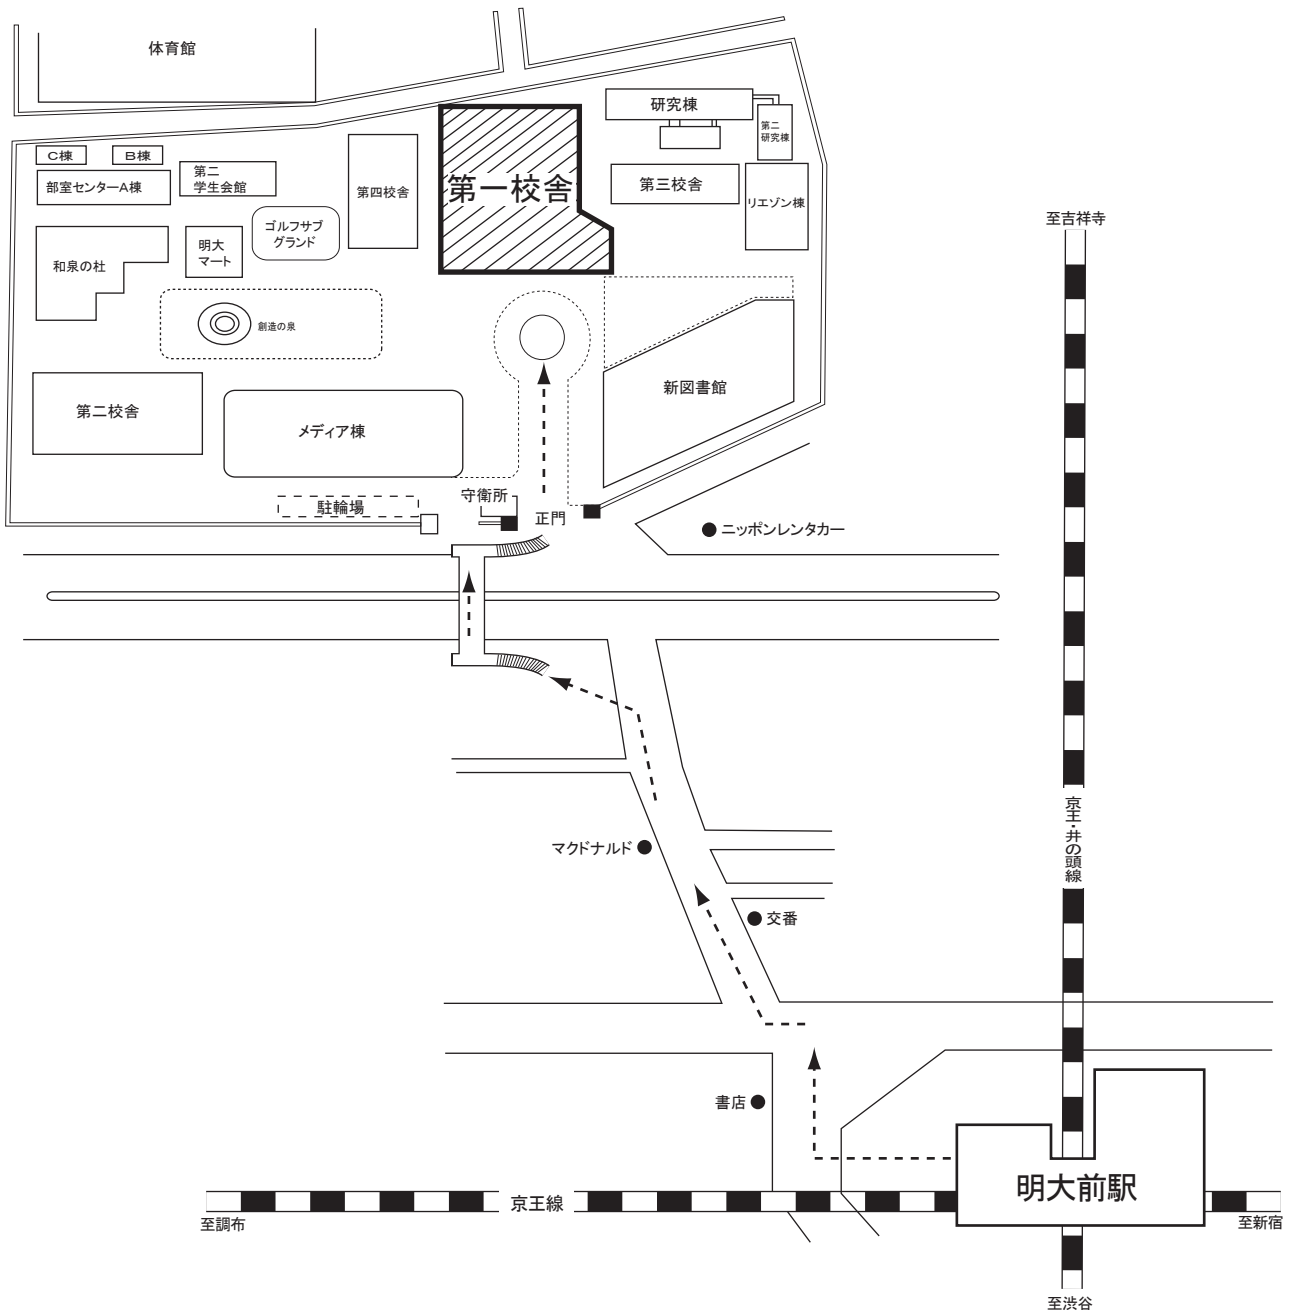 体育館
研究棟
第二
研究棟
C棟
B棟
第二
学生会館
部室センターA棟
第四校舎
第一校舎
第三校舎
リエゾン棟
至吉祥寺
ゴルフサブ
グランド
明大
マート
和泉の杜
創造の泉
新図書館
第二校舎
メディア棟
守衛所
駐輪場
正門
ニッポンレンタカー
京王・井の頭線
マクドナルド
交番
書店
明大前駅
京王線
至調布
至新宿
至渋谷